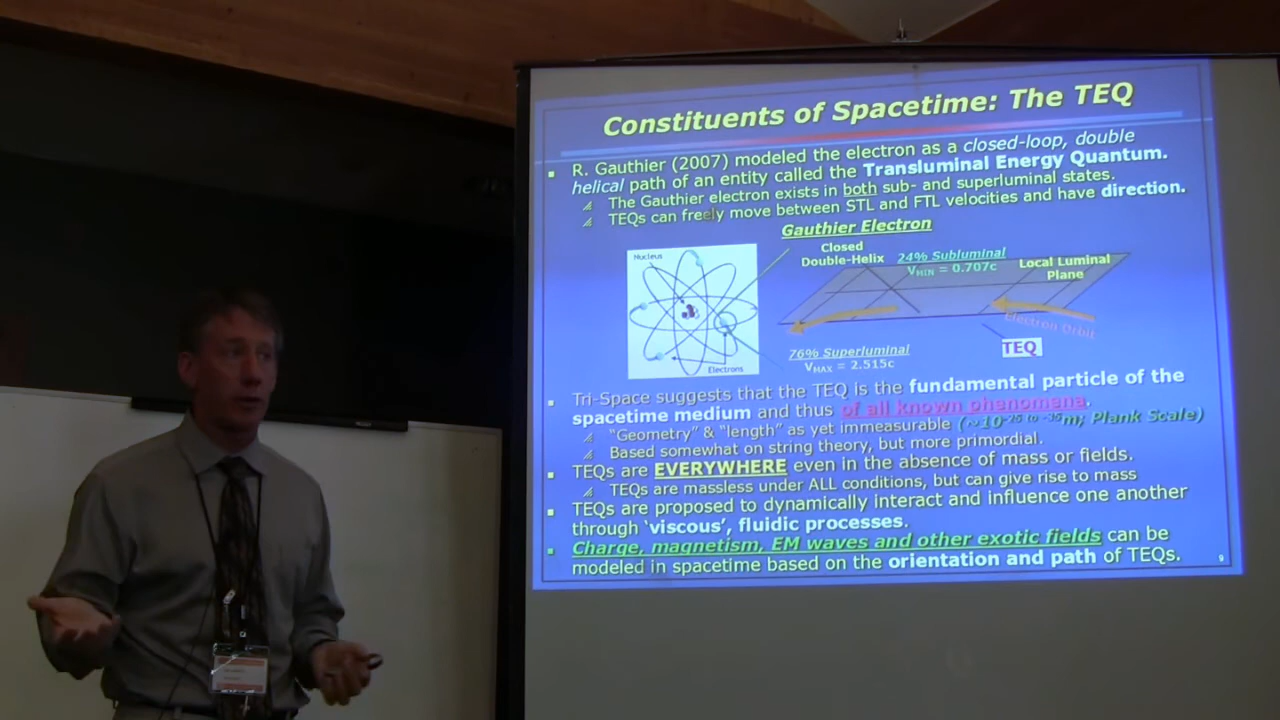 Constituents of Spacetime: The TEQ
R. Gauthier (2007) modeled the electron as a closed-loop, double
helical path of an entity called the Transluminal Energy Quantum.
The Gauthier electron exists in both sub- and superluminal states.
TEQs can freely move between STL and FTL velocities and have direction.
Gauthier Electron
Nucleus
Electrons
Closed
Double-Helix
24% Subluminal
VMIN = 0.707c
Local Luminal
Plane
Electron Orbit
TEQ
76% Superluminal
VMAX = 2.515c
Tri-Space suggests that the TEQ is the fundamental particle of the
spacetime medium and thus of all known phenomena.
"Geometry" & "length" as yet immeasurable (~10-25 to -35m; Plank Scale)
Based somewhat on string theory, but more primordial.
TEQs are EVERYWHERE even in the absence of mass or fields.
TEQs are massless under ALL conditions, but can give rise to mass
TEQs are proposed to dynamically interact and influence one another
through 'viscous', fluidic processes.
Charge, magnetism, EM waves and other exotic fields can be
modeled in spacetime based on the orientation and path of TEQs.
9